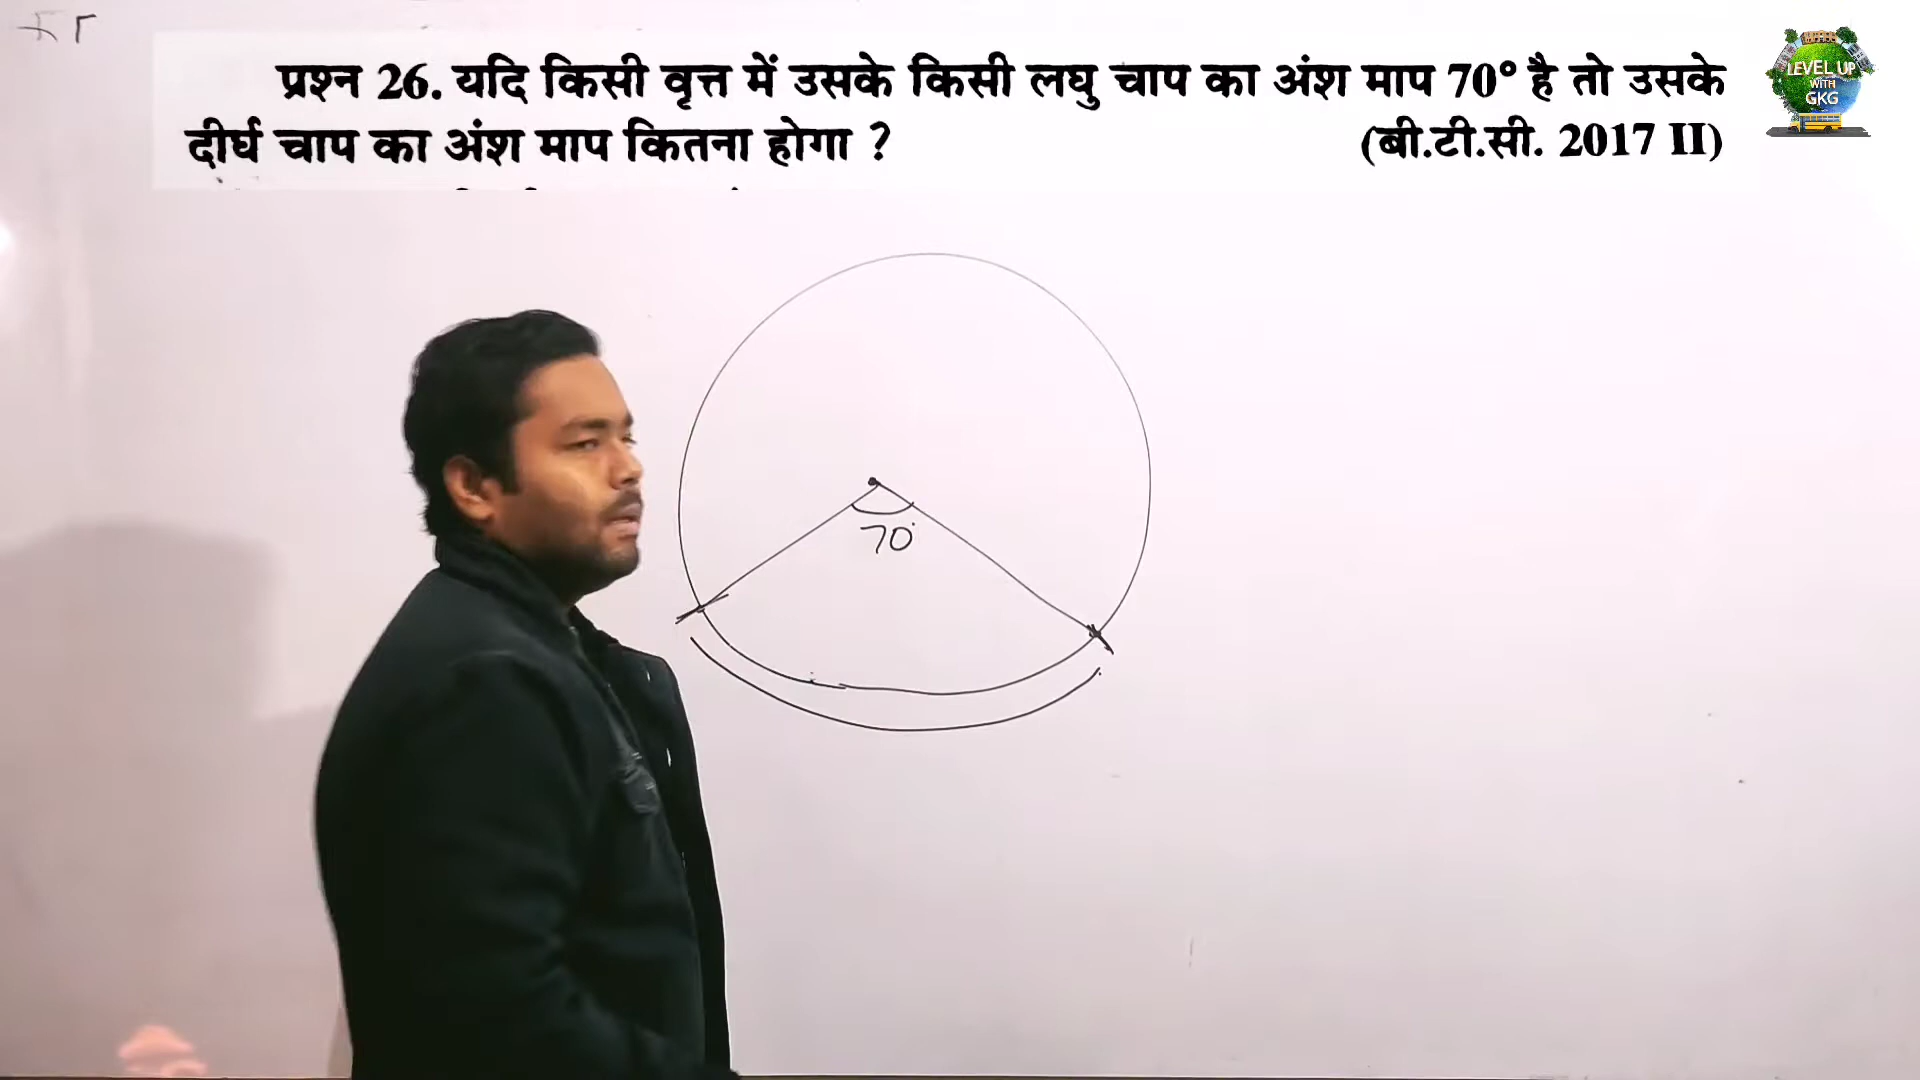 प्रश्न 26. यदि किसी वृत्त में उसके किसी लघु चाप का अंश माप 70° है तो उसके
दीर्घ चाप का अंश माप कितना होगा ? (बी.टी.सी. 2017 II)
LEVEL UP
WITH
GKG
70°